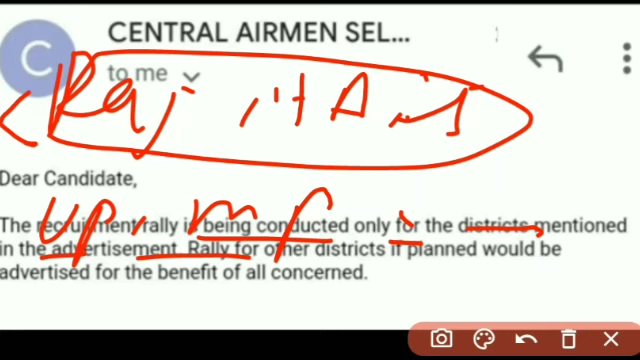 C
CENTRAL AIRMEN SEL...
to me
Raj
Dear Candidate,
UP.
The recruitment rally is being conducted only for the districts mentioned
in the advertisement. Rally for other districts if planned would be
advertised for the benefit of all concerned.